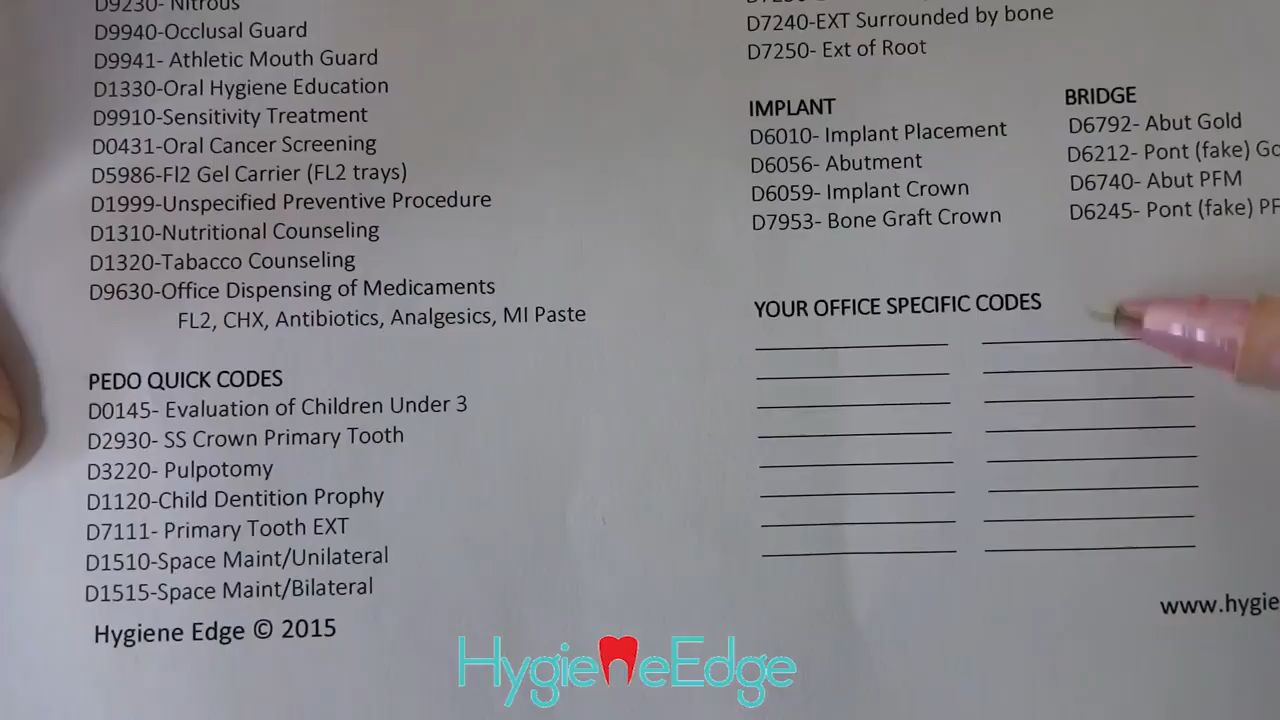 D9230- Nitrous
D9940-Occlusal Guard
D9941- Athletic Mouth Guard
D1330-Oral Hygiene Education
D9910-Sensitivity Treatment
D0431-Oral Cancer Screening
D5986-Fl2 Gel Carrier (FL2 trays)
D1999-Unspecified Preventive Procedure
D1310-Nutritional Counseling
D1320-Tabacco Counseling
D9630-Office Dispensing of Medicaments
FL2, CHX, Antibiotics, Analgesics, MI Paste
PEDO QUICK CODES
D0145- Evaluation of Children Under 3
D2930- SS Crown Primary Tooth
D3220- Pulpotomy
D1120-Child Dentition Prophy
D7111- Primary Tooth EXT
D1510-Space Maint/Unilateral
D1515-Space Maint/Bilateral
Hygiene Edge © 2015
D7240-EXT Surrounded by bone
D7250- Ext of Root
IMPLANT
D6010- Implant Placement
D6056- Abutment
D6059- Implant Crown
D7953- Bone Graft Crown
BRIDGE
D6792- Abut Gold
D6212- Pont (fake) Go
D6740- Abut PFM
D6245- Pont (fake) PF
YOUR OFFICE SPECIFIC CODES
www.hygie
HygieneEdge